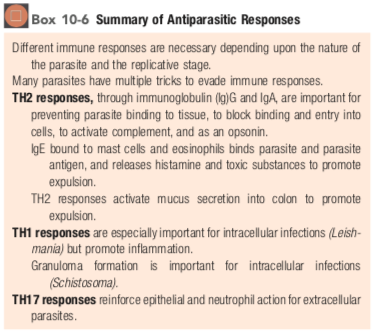 Box 10-6 Summary of Antiparasitic Responses
Different immune responses are necessary depending upon the nature of
the parasite and the replicative stage.
Many parasites have multiple tricks to evade immune responses.
TH2 responses, through immunoglobulin (Ig)G and IgA, are important for
preventing parasite binding to tissue, to block binding and entry into
cells, to activate complement, and as an opsonin.
IgE bound to mast cells and eosinophils binds parasite and parasite
antigen, and releases histamine and toxic substances to promote
expulsion.
TH2 responses activate mucus secretion into colon to promote
expulsion.
TH1 responses are especially important for intracellular infections (Leish-
mania) but promote inflammation.
Granuloma formation is important for intracellular infections
(Schistosoma).
TH17 responses reinforce epithelial and neutrophil action for extracellular
parasites.